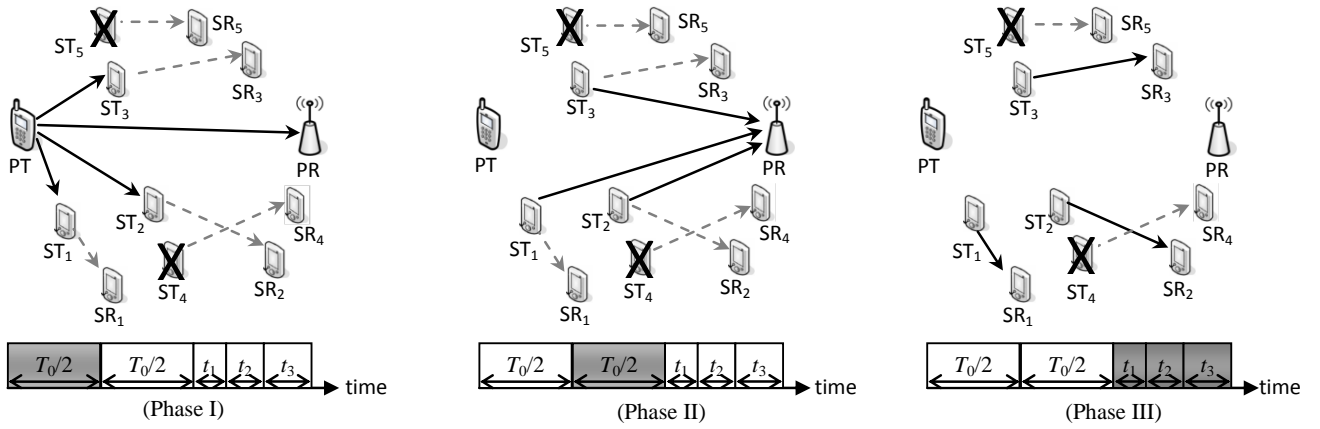 ST5 SR5
ST3 SR3
PT PR
ST1 ST2 SR4
ST4 SR2
SR1
T0/2 T0/2 t1 t2 t3 time
(Phase I)
ST5 SR5
ST3 SR3
PT PR
ST1 ST2 SR4
ST4 SR2
SR1
T0/2 T0/2 t1 t2 t3 time
(Phase II)
ST5 SR5
ST3 SR3
PT PR
ST1 ST2 SR4
ST4 SR2
SR1
T0/2 T0/2 t1 t2 t3 time
(Phase III)